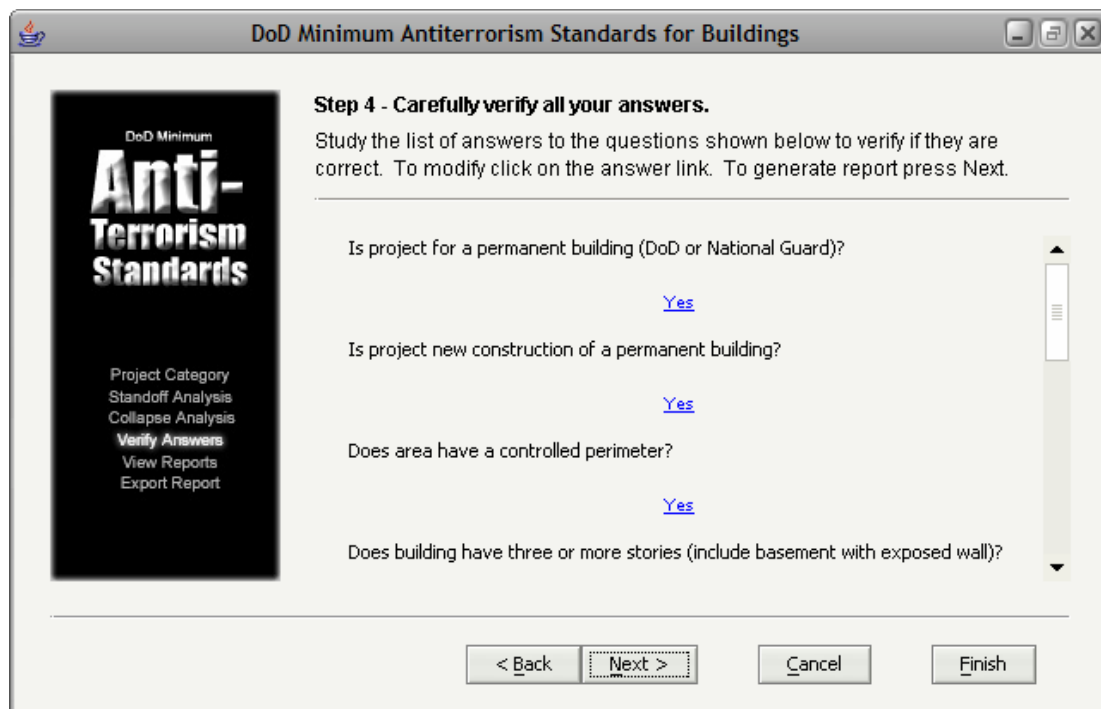 DoD Minimum Antiterrorism Standards for Buildings
DoD Minimum
Anti-
Terrorism
Standards
Project Category
Standoff Analysis
Collapse Analysis
Verify Answers
View Reports
Export Report
Step 4 - Carefully verify all your answers.
Study the list of answers to the questions shown below to verify if they are
correct. To modify click on the answer link. To generate report press Next.
Is project for a permanent building (DoD or National Guard)?
Yes
Is project new construction of a permanent building?
Yes
Does area have a controlled perimeter?
Yes
Does building have three or more stories (include basement with exposed wall)?
< Back Next > Cancel Finish